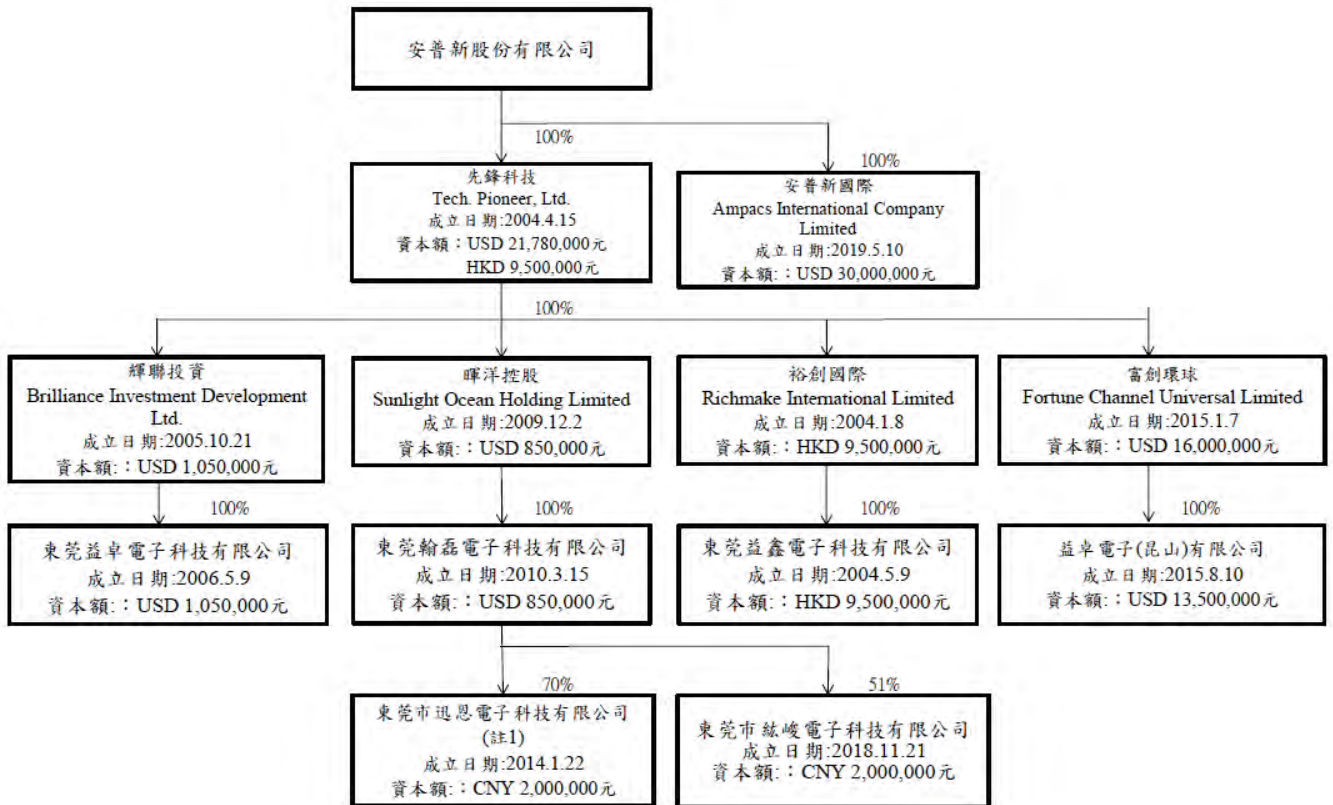 安普新股份有限公司
100%
100%
先鋒科技
Tech. Pioneer, Ltd.
成立日期:2004.4.15
資本額：USD 21,780,000元
HKD 9,500,000元
安普新國際
Ampacs International Company
Limited
成立日期:2019.5.10
資本額:：USD 30,000,000元
100%
輝聯投資
Brilliance Investment Development
Ltd.
成立日期:2005.10.21
資本額:：USD 1,050,000元
暉洋控股
Sunlight Ocean Holding Limited
成立日期:2009.12.2
資本額:：USD 850,000元
裕創國際
Richmake International Limited
成立日期:2004.1.8
資本額:：HKD 9,500,000元
富創環球
Fortune Channel Universal Limited
成立日期:2015.1.7
資本額:：USD 16,000,000元
100%
100%
100%
100%
東莞益卓電子科技有限公司
成立日期:2006.5.9
資本額:：USD 1,050,000元
東莞翰磊電子科技有限公司
成立日期:2010.3.15
資本額:：USD 850,000元
東莞益鑫電子科技有限公司
成立日期:2004.5.9
資本額:：HKD 9,500,000元
益卓電子(昆山)有限公司
成立日期:2015.8.10
資本額:：USD 13,500,000元
70%
51%
東莞市迅恩電子科技有限公司
(註1)
成立日期:2014.1.22
資本額:：CNY 2,000,000元
東莞市紘峻電子科技有限公司
成立日期:2018.11.21
資本額:：CNY 2,000,000元